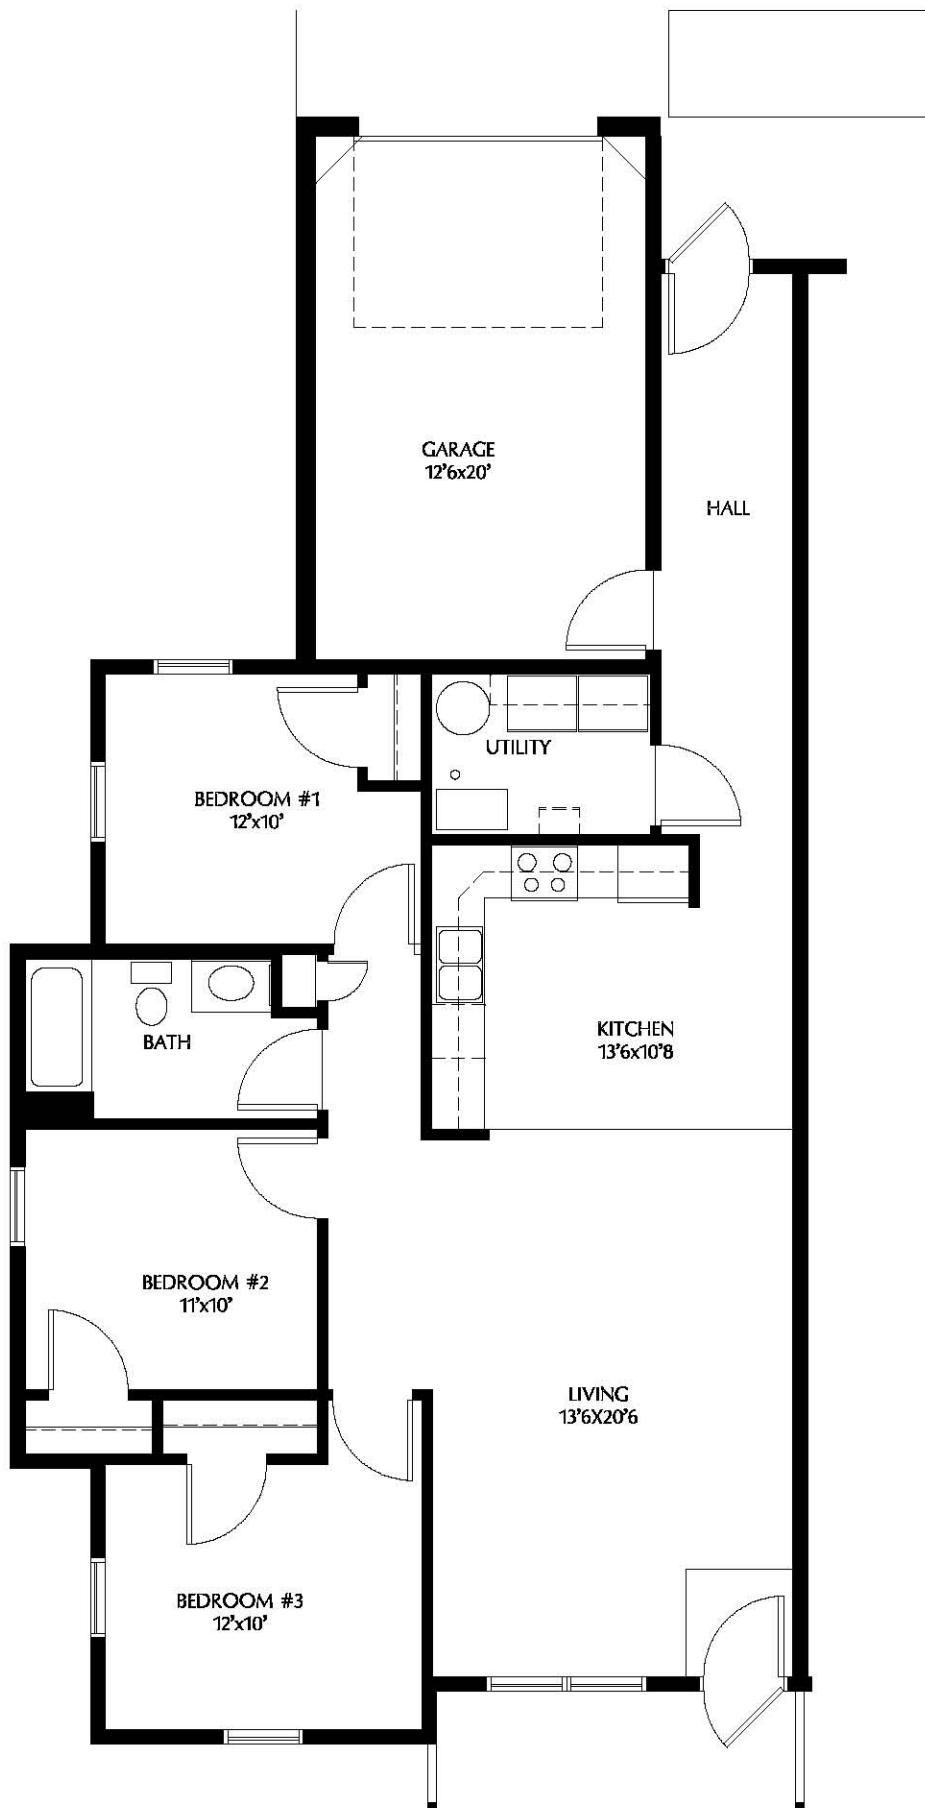 GARAGE
12'6x20'
HALL
UTILITY
BEDROOM #1
12'x10'
KITCHEN
13'6x10'8
BATH
BEDROOM #2
11'x10'
LIVING
13'6X20'6
BEDROOM #3
12'x10'